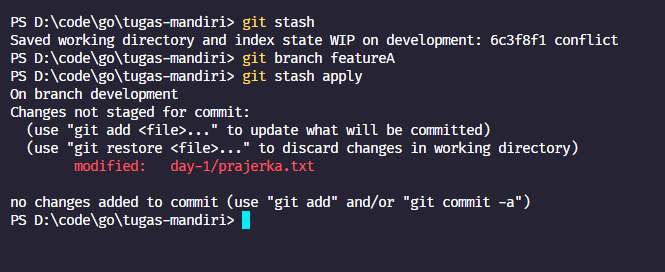 PS D:\code\go\tugas-mandiri> git stash
Saved working directory and index state WIP on development: 6c3f8f1 conflict
PS D:\code\go\tugas-mandiri> git branch featureA
PS D:\code\go\tugas-mandiri> git stash apply
On branch development
Changes not staged for commit:
  (use "git add <file>..." to update what will be committed)
  (use "git restore <file>..." to discard changes in working directory)
        modified:   day-1/prajerka.txt

no changes added to commit (use "git add" and/or "git commit -a")
PS D:\code\go\tugas-mandiri>